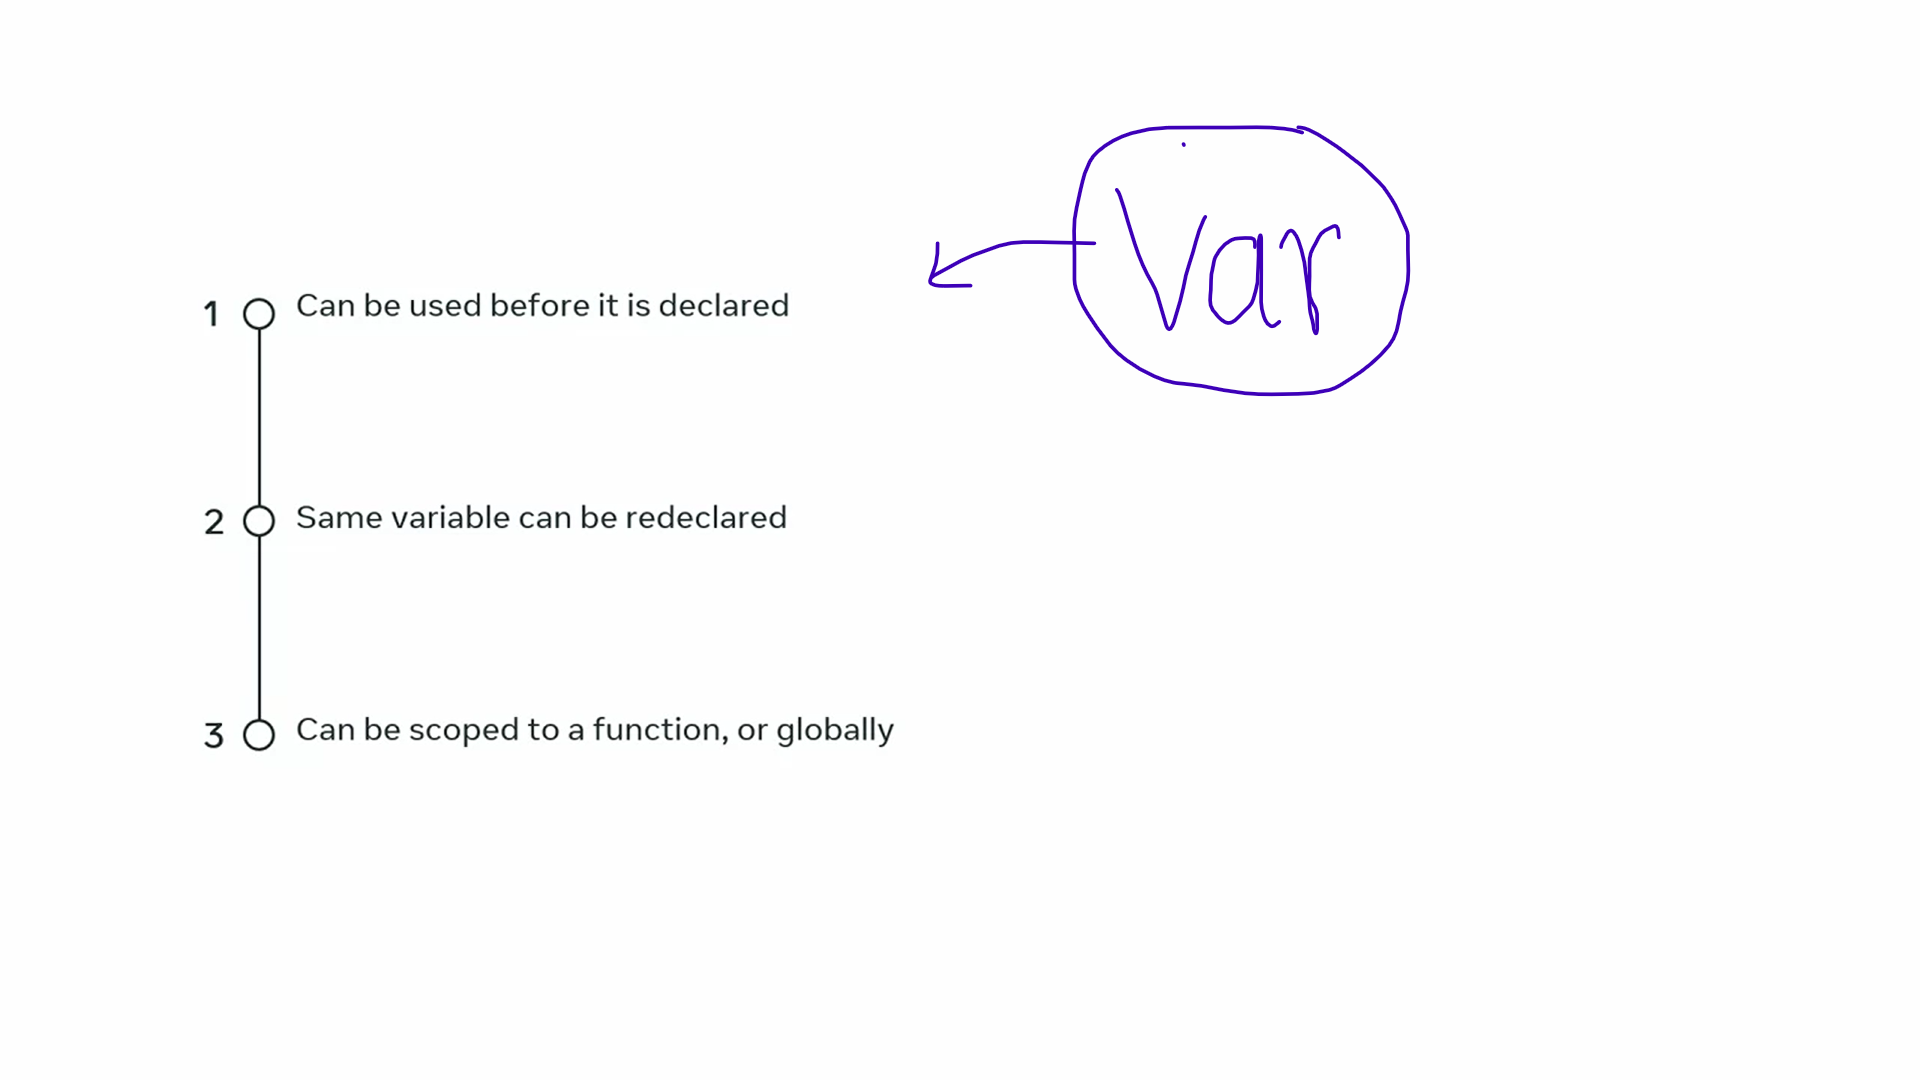 Var
1 Can be used before it is declared
2 Same variable can be redeclared
3 Can be scoped to a function, or globally